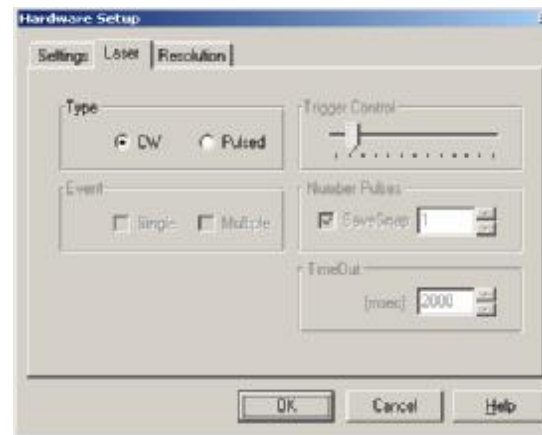 Hardware Setup
Settings Laser Resolution
Type
CW Pulsed
Trigger Control
Event
Single Multiple
Number Pulses
SaveSnap 1
TimeOut
[msec] 2000
OK Cancel Help